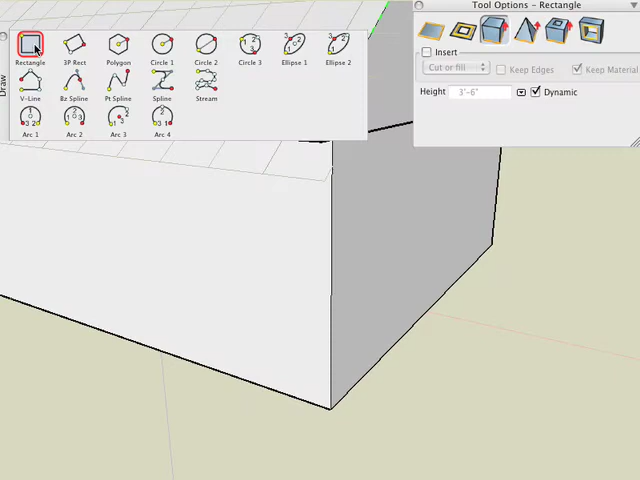 Tool Options - Rectangle
Draw
Rectangle 3P Rect Polygon Circle 1 Circle 2 Circle 3 Ellipse 1 Ellipse 2
V-Line Bz Spline Pt Spline Spline Stream
Arc 1 Arc 2 Arc 3 Arc 4
Insert
Cut or fill Keep Edges Keep Material
Height 3'-6" Dynamic